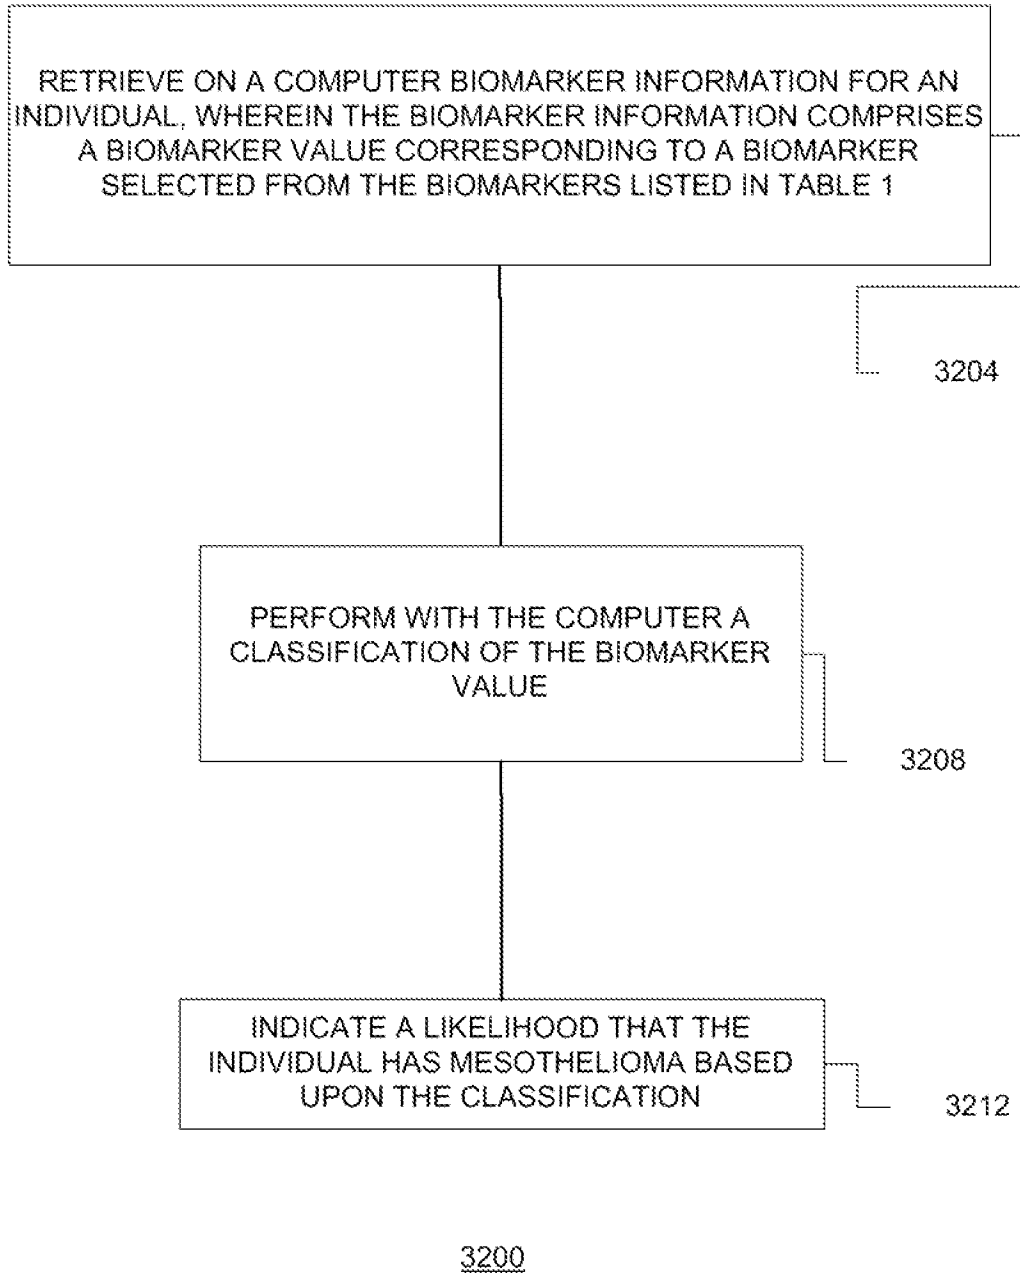 RETRIEVE ON A COMPUTER BIOMARKER INFORMATION FOR AN
INDIVIDUAL, WHEREIN THE BIOMARKER INFORMATION COMPRISES
A BIOMARKER VALUE CORRESPONDING TO A BIOMARKER
SELECTED FROM THE BIOMARKERS LISTED IN TABLE 1
3204
PERFORM WITH THE COMPUTER A
CLASSIFICATION OF THE BIOMARKER
VALUE
3208
INDICATE A LIKELIHOOD THAT THE
INDIVIDUAL HAS MESOTHELIOMA BASED
UPON THE CLASSIFICATION
3212
3200